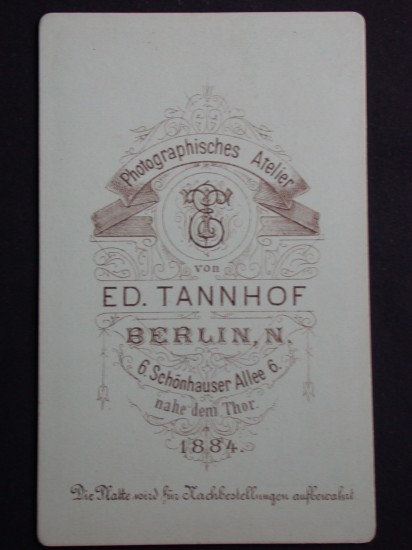 Photographisches Atelier
ET
von
ED. TANNHOF
BERLIN, N.
6. Schönhauser Allee 6.
nahe dem Thor.
1884.
Die Platte wird für Nachbestellungen aufbewahrt